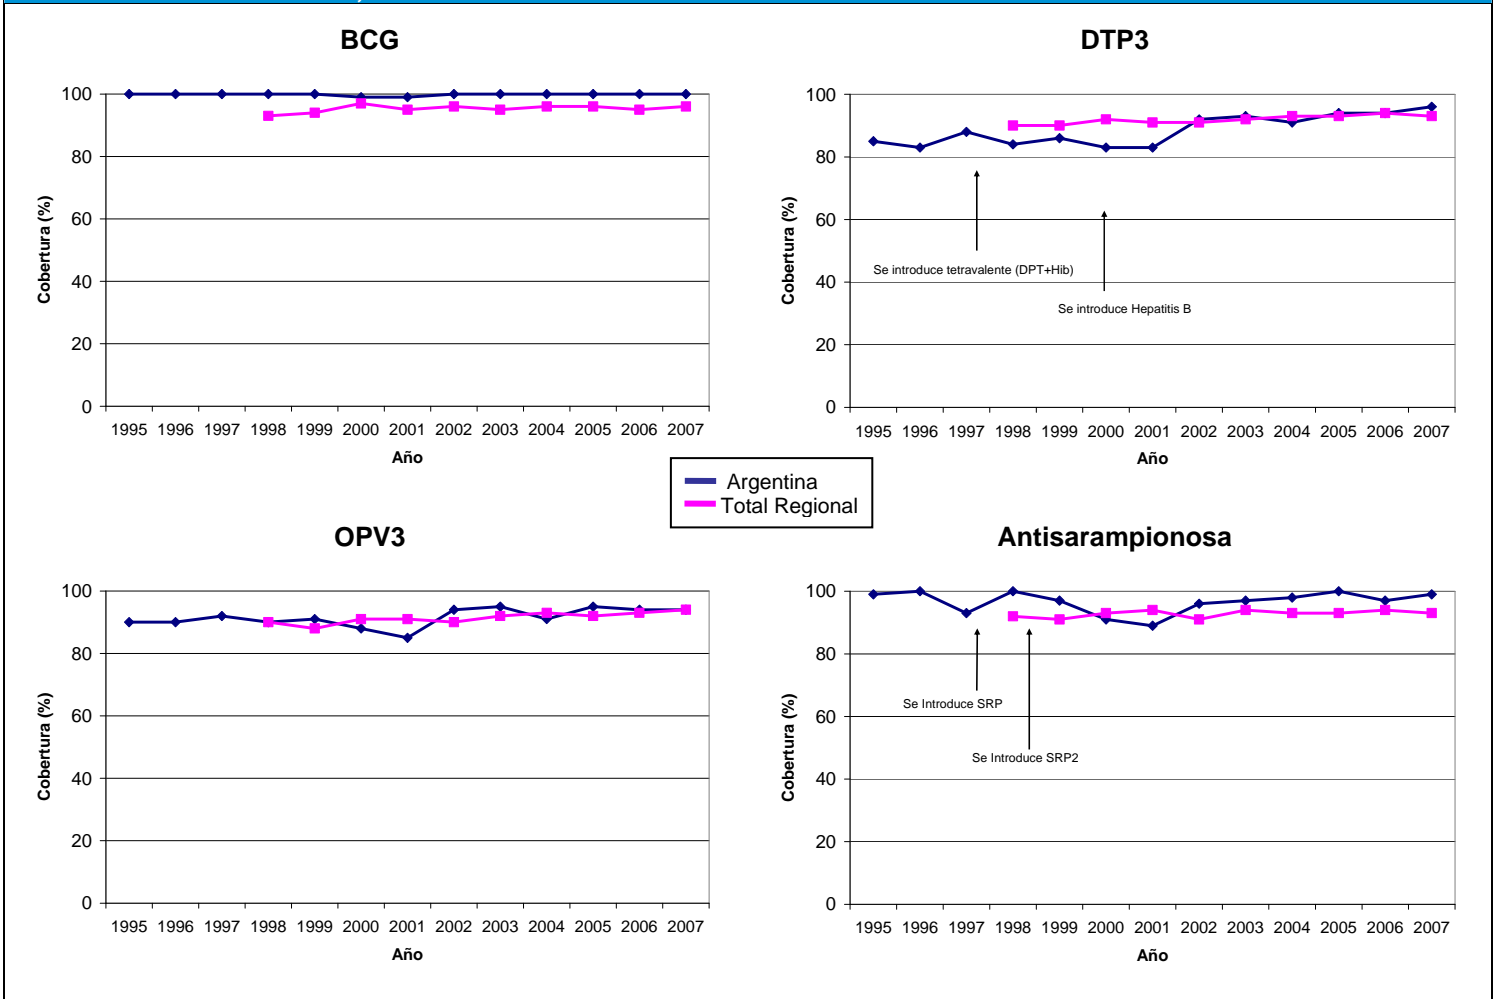 BCG
Cobertura (%)
100
80
60
40
20
0
1995 1996 1997 1998 1999 2000 2001 2002 2003 2004 2005 2006 2007
Año
DTP3
Cobertura (%)
100
80
60
40
20
0
Se introduce tetravalente (DPT+Hib)
Se introduce Hepatitis B
1995 1996 1997 1998 1999 2000 2001 2002 2003 2004 2005 2006 2007
Año
Argentina
Total Regional
OPV3
Cobertura (%)
100
80
60
40
20
0
1995 1996 1997 1998 1999 2000 2001 2002 2003 2004 2005 2006 2007
Año
Antisarampionosa
Cobertura (%)
100
80
60
40
20
0
Se Introduce SRP
Se Introduce SRP2
1995 1996 1997 1998 1999 2000 2001 2002 2003 2004 2005 2006 2007
Año